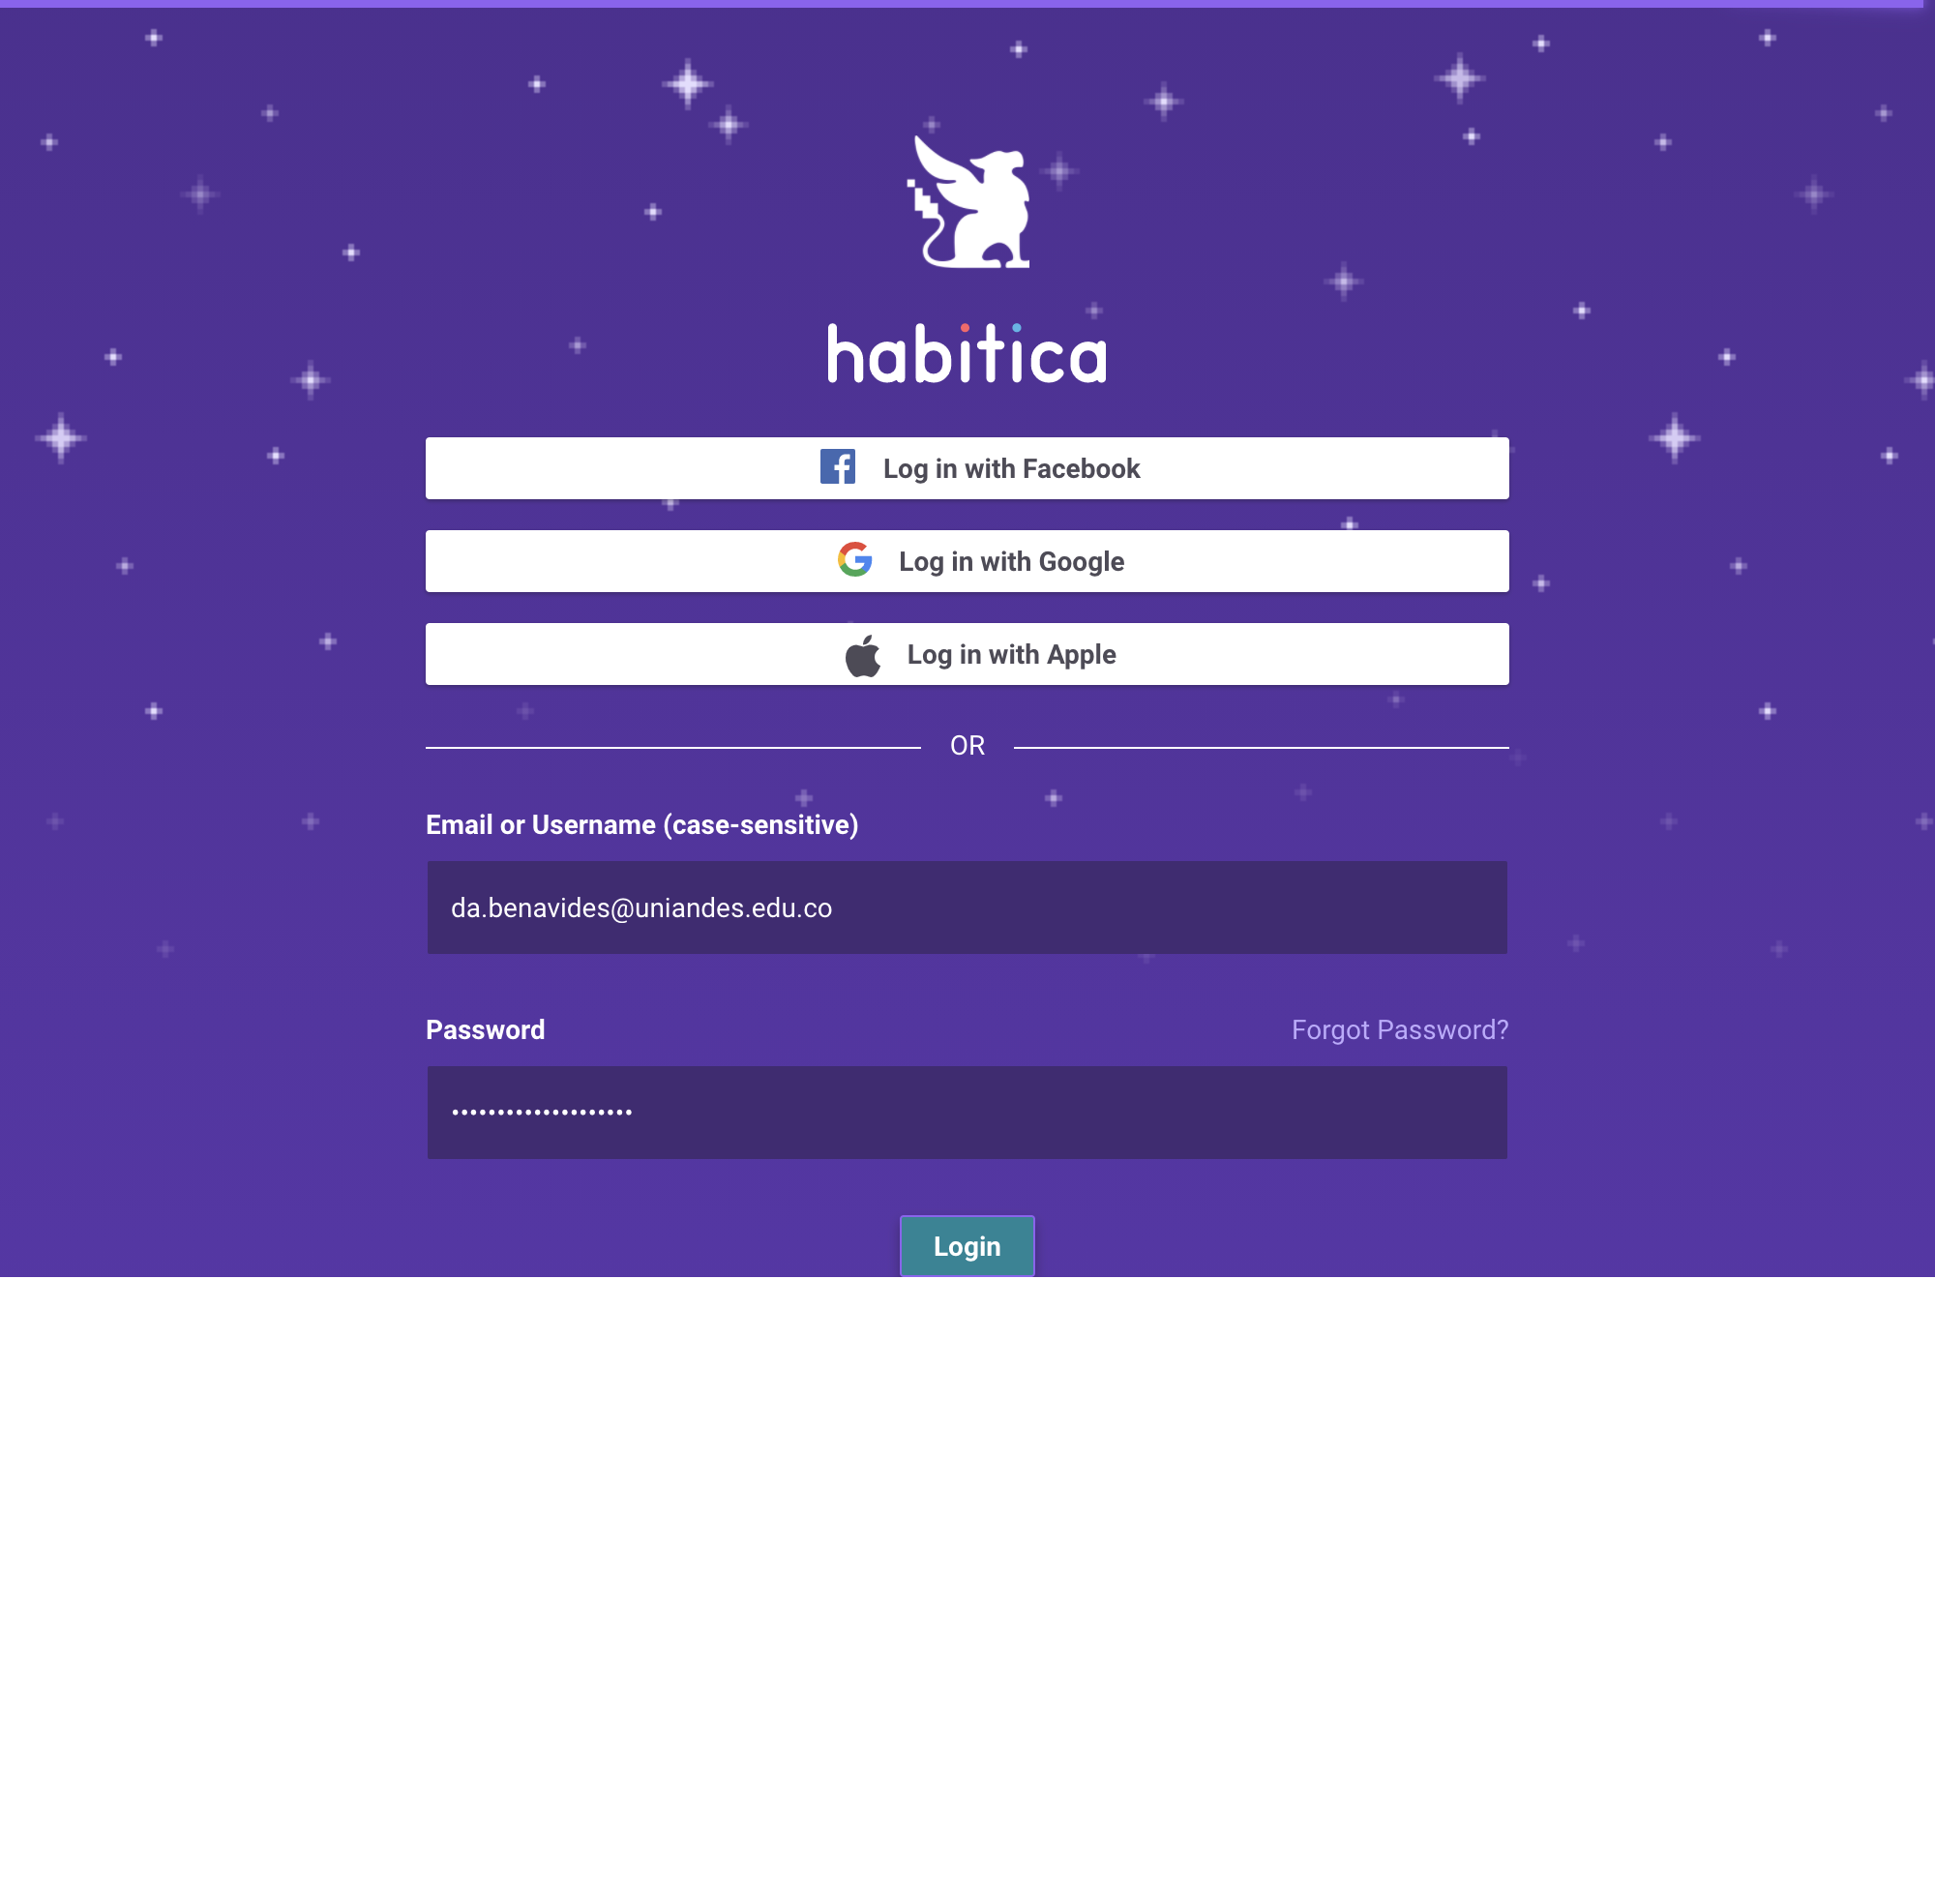 habitica
Log in with Facebook
Log in with Google
Log in with Apple
OR
Email or Username (case-sensitive)
da.benavides@uniandes.edu.co
Password
Forgot Password?
••••••••••••••••••••
Login